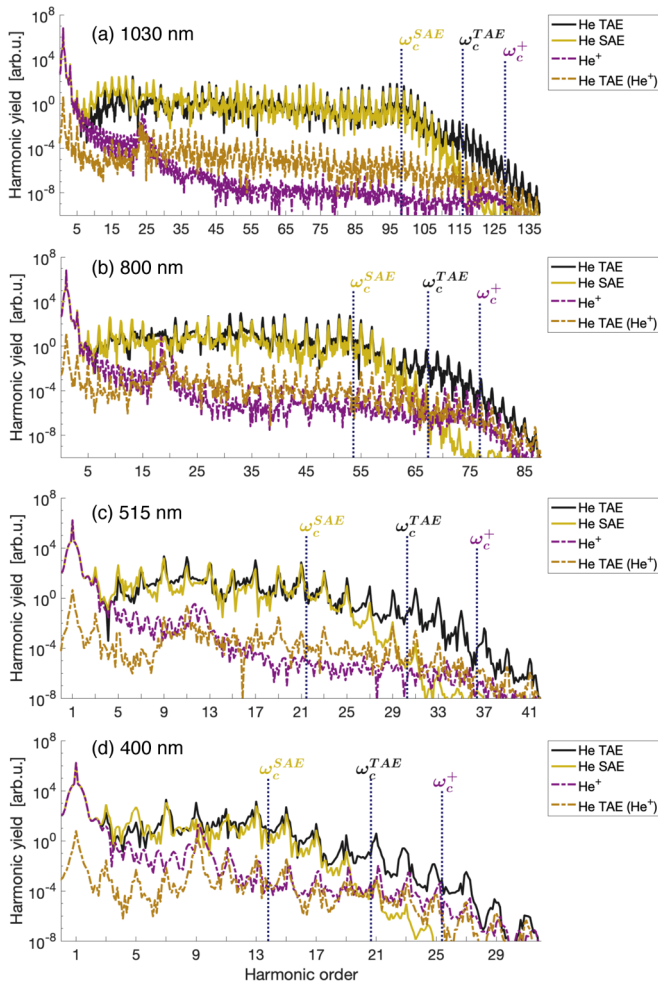 (a) 1030 nm
ω_c^{SAE} ω_c^{TAE} ω_c^+
Harmonic yield [arb.u.]
10^4
10^0
10^-4
10^-8
5 15 25 35 45 55 65 75 85 95 105 115 125 135
He TAE
He SAE
He^+
He TAE (He^+)
(b) 800 nm
ω_c^{SAE} ω_c^{TAE} ω_c^+
Harmonic yield [arb.u.]
10^8
10^4
10^0
10^-4
10^-8
5 15 25 35 45 55 65 75 85
He TAE
He SAE
He^+
He TAE (He^+)
(c) 515 nm
ω_c^{SAE} ω_c^{TAE} ω_c^+
Harmonic yield [arb.u.]
10^8
10^4
10^0
10^-4
10^-8
1 5 9 13 17 21 25 29 33 37 41
He TAE
He SAE
He^+
He TAE (He^+)
(d) 400 nm
ω_c^{SAE} ω_c^{TAE} ω_c^+
Harmonic yield [arb.u.]
10^8
10^4
10^0
10^-4
10^-8
1 5 9 13 17 21 25 29
He TAE
He SAE
He^+
He TAE (He^+)
Harmonic order